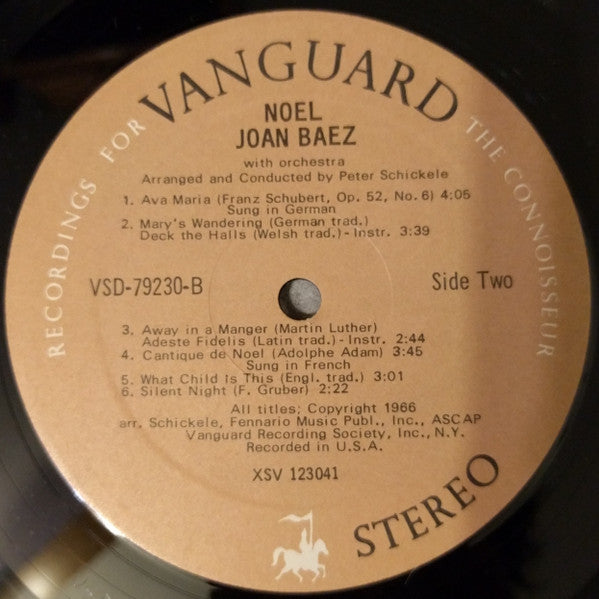 RECORDINGS FOR VANGUARD THE CONNOISSEUR
NOEL
JOAN BAEZ
with orchestra
Arranged and Conducted by Peter Schickele
1. Ava Maria (Franz Schubert, Op. 52, No. 6) 4:05
Sung in German
2. Mary's Wandering (German trad.)
Deck the Halls (Welsh trad.) - Instr. 3:39
VSD-79230-B
Side Two
3. Away in a Manger (Martin Luther)
Adeste Fidelis (Latin trad.) - Instr. 2:44
4. Cantique de Noel (Adolphe Adam) 3:45
Sung in French
5. What Child Is This (Engl. trad.) 3:01
6. Silent Night (F. Gruber) 2:22
All titles; Copyright 1966
arr. Schickele, Fennario Music Publ., Inc., ASCAP
Vanguard Recording Society, Inc., N.Y.
Recorded in U.S.A.
XSV 123041
STEREO